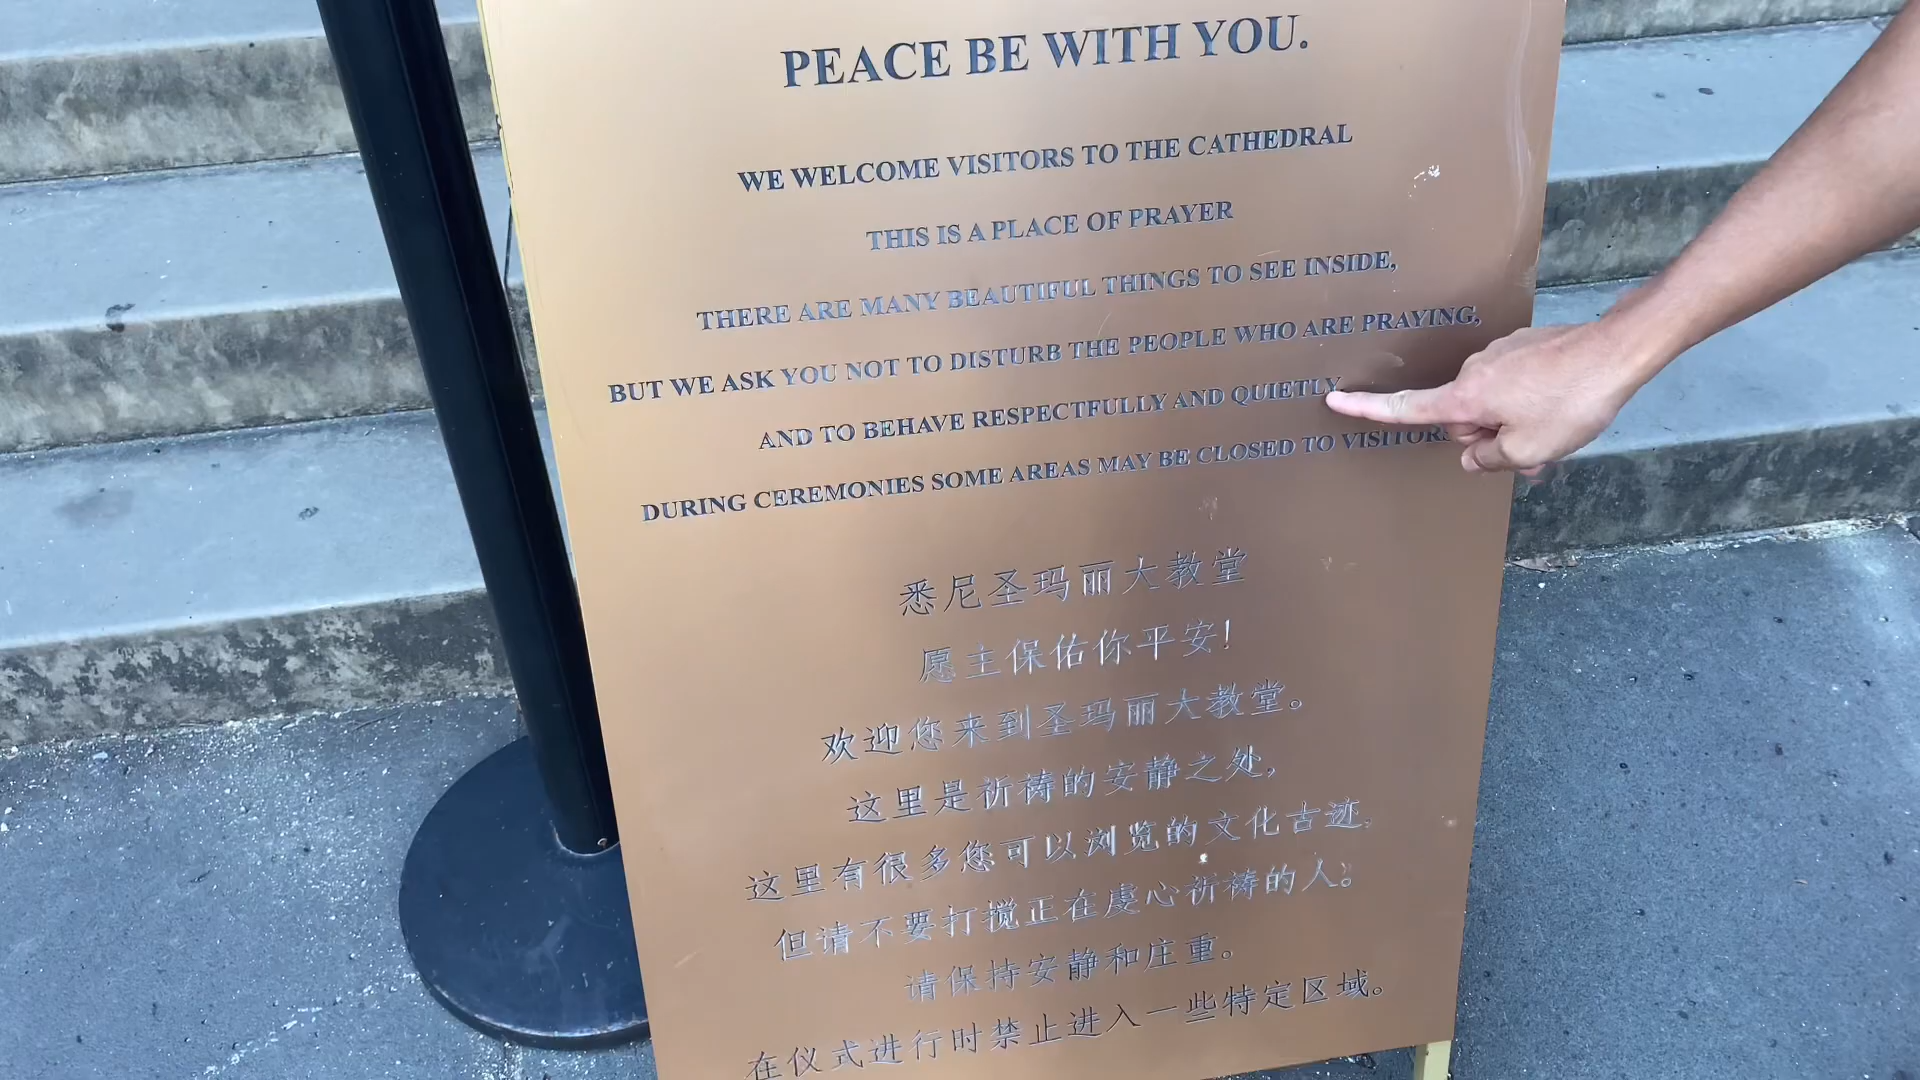 PEACE BE WITH YOU.
WE WELCOME VISITORS TO THE CATHEDRAL
THIS IS A PLACE OF PRAYER
THERE ARE MANY BEAUTIFUL THINGS TO SEE INSIDE,
BUT WE ASK YOU NOT TO DISTURB THE PEOPLE WHO ARE PRAYING,
AND TO BEHAVE RESPECTFULLY AND QUIETLY.
DURING CEREMONIES SOME AREAS MAY BE CLOSED TO VISITORS
悉尼圣玛丽大教堂
愿主保佑你平安!
欢迎您来到圣玛丽大教堂。
这里是祈祷的安静之处,
这里有很多您可以浏览的文化古迹,
但请不要打搅正在虔心祈祷的人。
请保持安静和庄重。
在仪式进行时禁止进入一些特定区域。